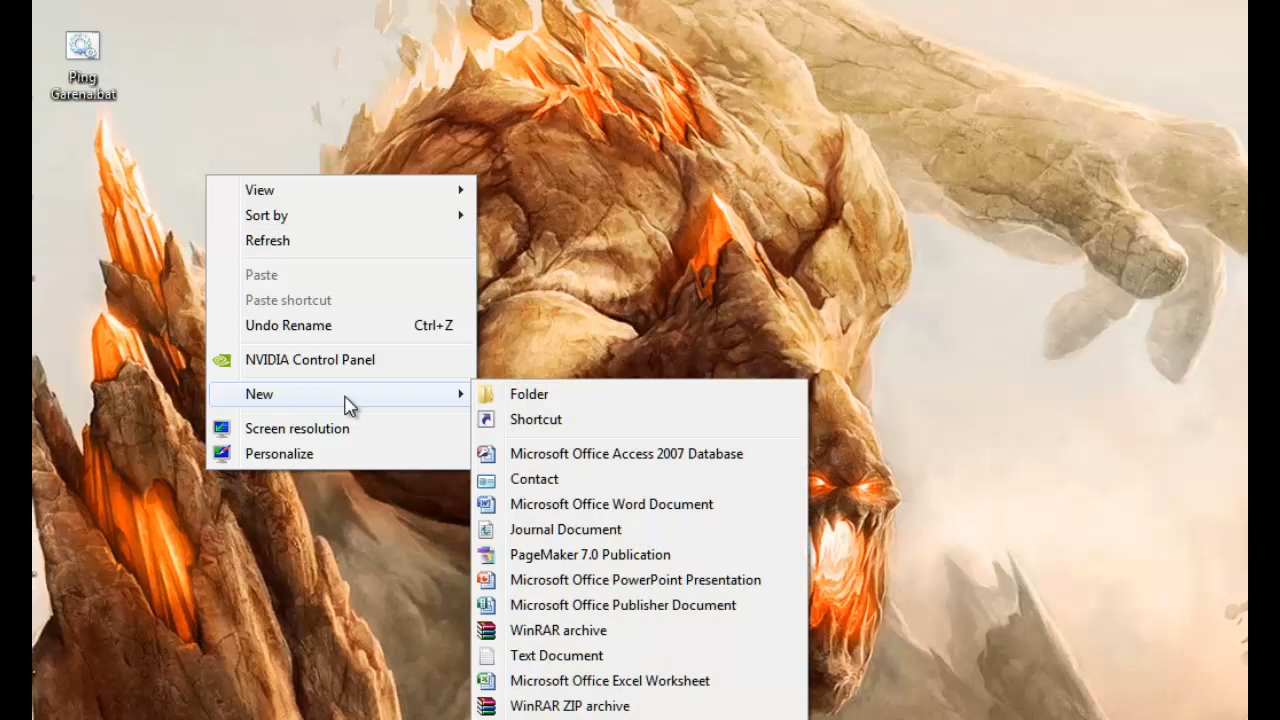 Ping
Garena.bat
View
Sort by
Refresh
Paste
Paste shortcut
Undo Rename Ctrl+Z
NVIDIA Control Panel
New
Screen resolution
Personalize
Folder
Shortcut
Microsoft Office Access 2007 Database
Contact
Microsoft Office Word Document
Journal Document
PageMaker 7.0 Publication
Microsoft Office PowerPoint Presentation
Microsoft Office Publisher Document
WinRAR archive
Text Document
Microsoft Office Excel Worksheet
WinRAR ZIP archive